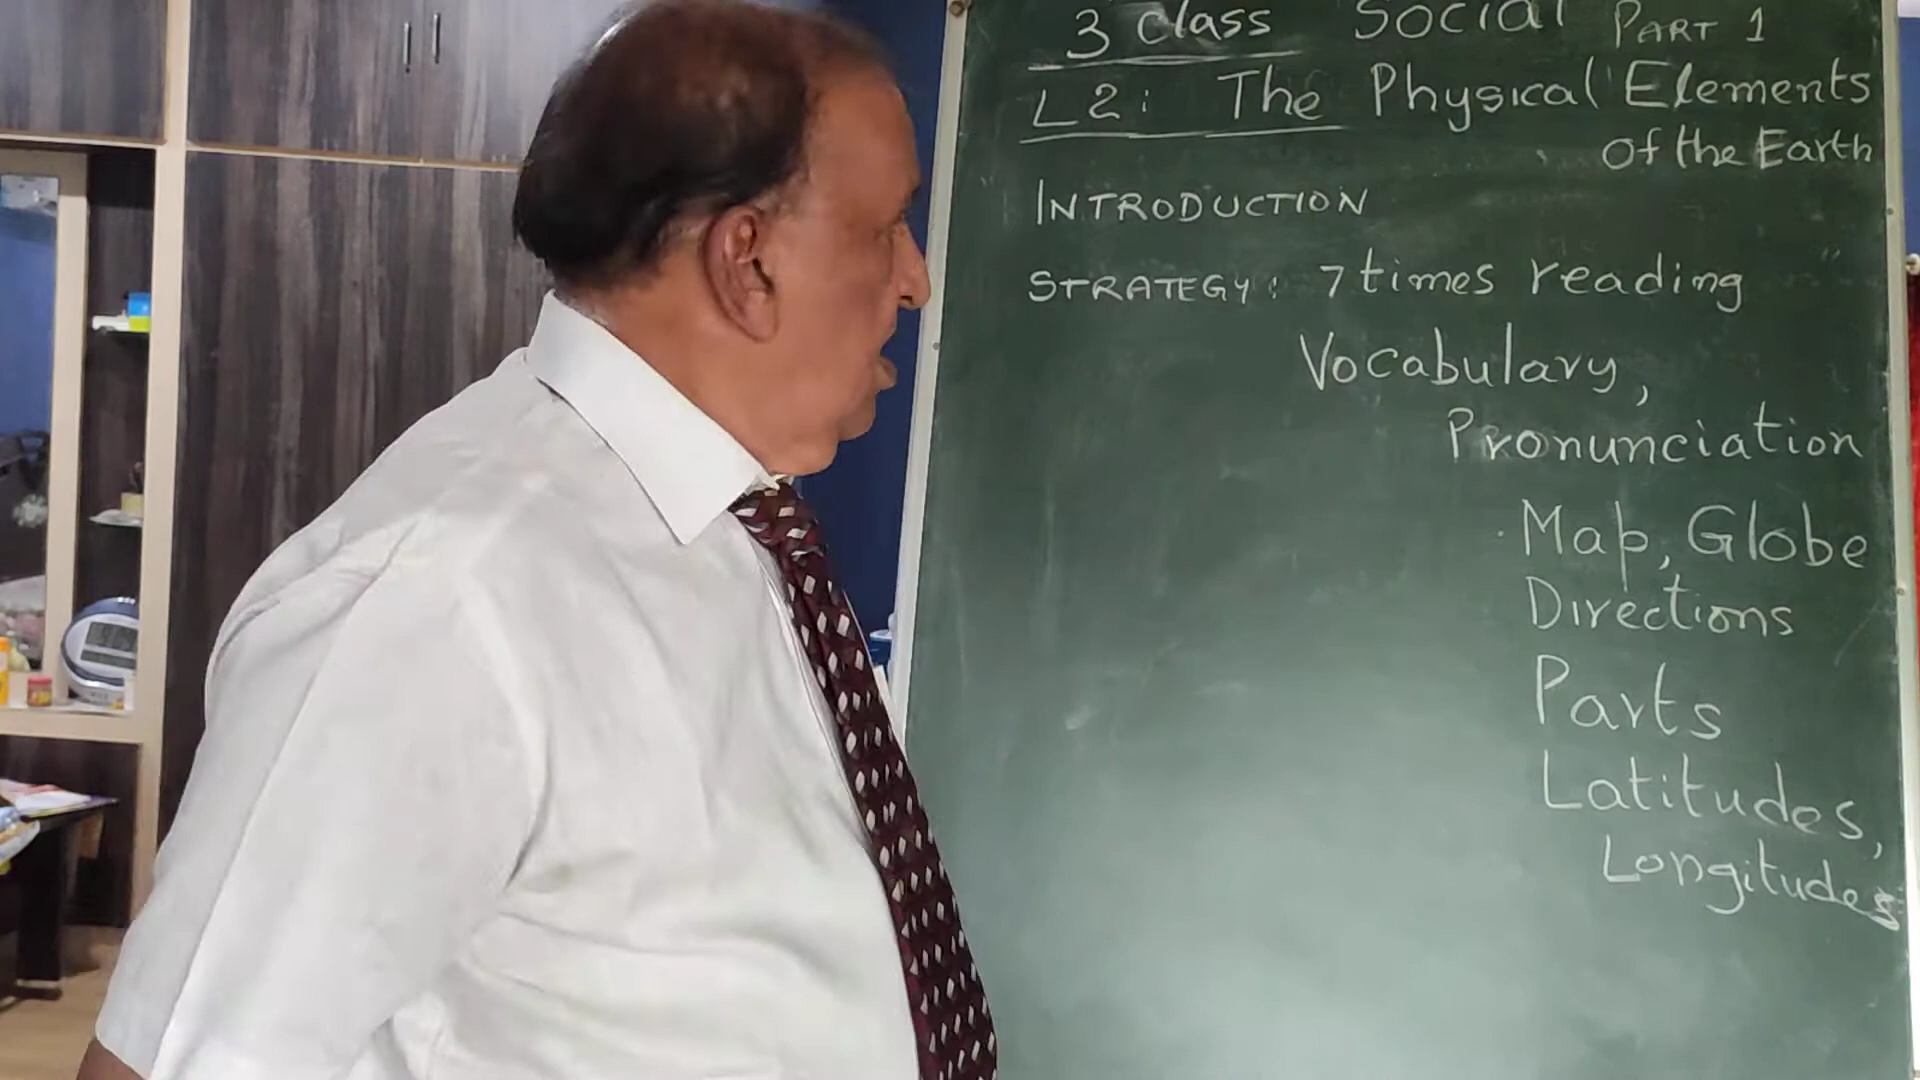 3 class Social PART 1
L2: The Physical Elements
of the Earth
INTRODUCTION
STRATEGY: 7 times reading
Vocabulary,
Pronunciation
Map, Globe
Directions
Parts
Latitudes,
Longitudes